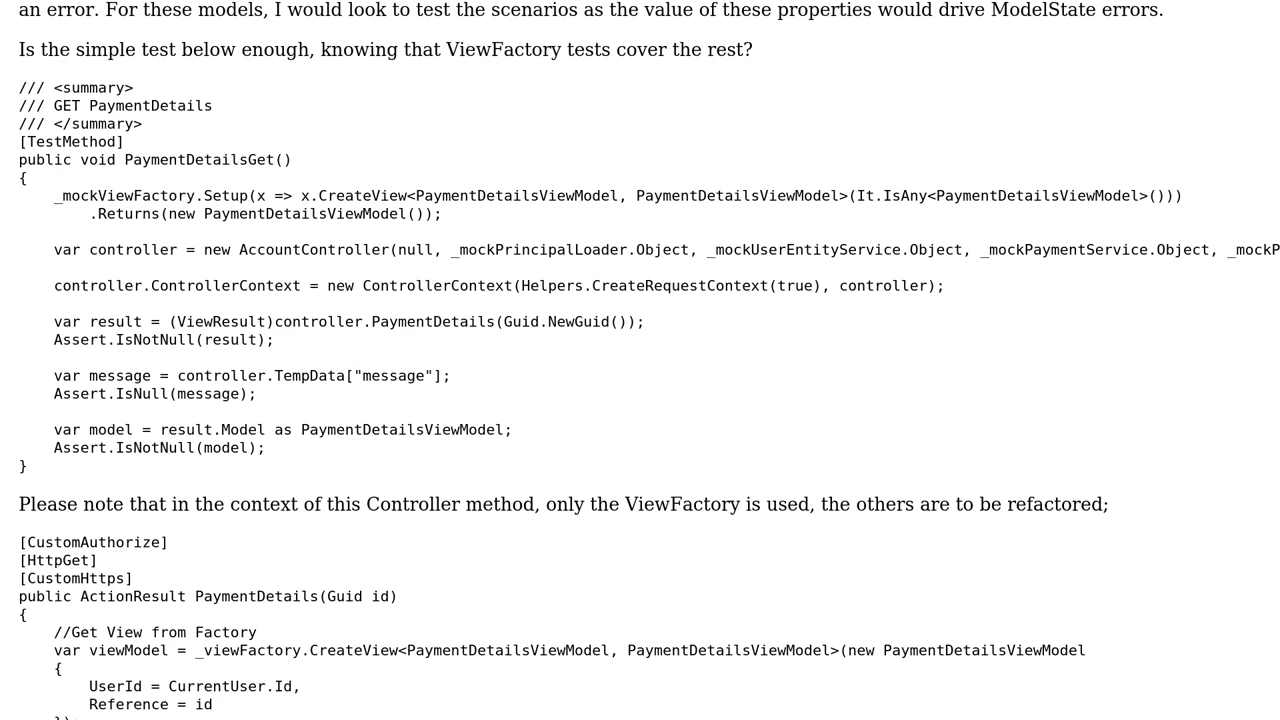 an error. For these models, I would look to test the scenarios as the value of these properties would drive ModelState errors.
Is the simple test below enough, knowing that ViewFactory tests cover the rest?
/// <summary>
/// GET PaymentDetails
/// </summary>
[TestMethod]
public void PaymentDetailsGet()
{
    _mockViewFactory.Setup(x => x.CreateView<PaymentDetailsViewModel, PaymentDetailsViewModel>(It.IsAny<PaymentDetailsViewModel>()))
        .Returns(new PaymentDetailsViewModel());
    var controller = new AccountController(null, _mockPrincipalLoader.Object, _mockUserEntityService.Object, _mockPaymentService.Object, _mockP
    controller.ControllerContext = new ControllerContext(Helpers.CreateRequestContext(true), controller);
    var result = (ViewResult)controller.PaymentDetails(Guid.NewGuid());
    Assert.IsNotNull(result);
    var message = controller.TempData["message"];
    Assert.IsNull(message);
    var model = result.Model as PaymentDetailsViewModel;
    Assert.IsNotNull(model);
}
Please note that in the context of this Controller method, only the ViewFactory is used, the others are to be refactored;
[CustomAuthorize]
[HttpGet]
[CustomHttps]
public ActionResult PaymentDetails(Guid id)
{
    //Get View from Factory
    var viewModel = _viewFactory.CreateView<PaymentDetailsViewModel, PaymentDetailsViewModel>(new PaymentDetailsViewModel
    {
        UserId = CurrentUser.Id,
        Reference = id